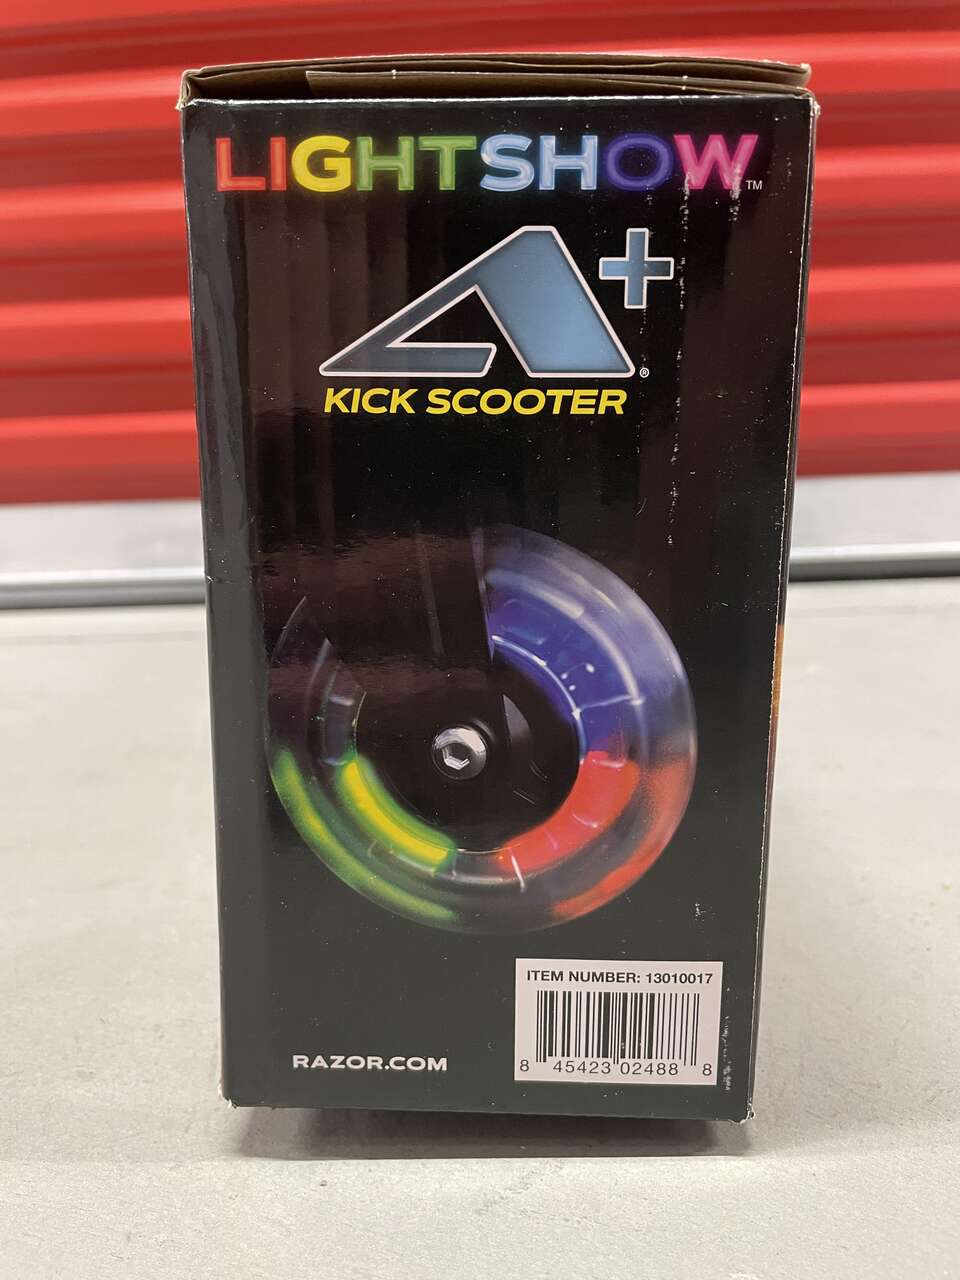 LIGHTSHOW™
A+®
KICK SCOOTER
ITEM NUMBER: 13010017
8 45423 02488 8
RAZOR.COM